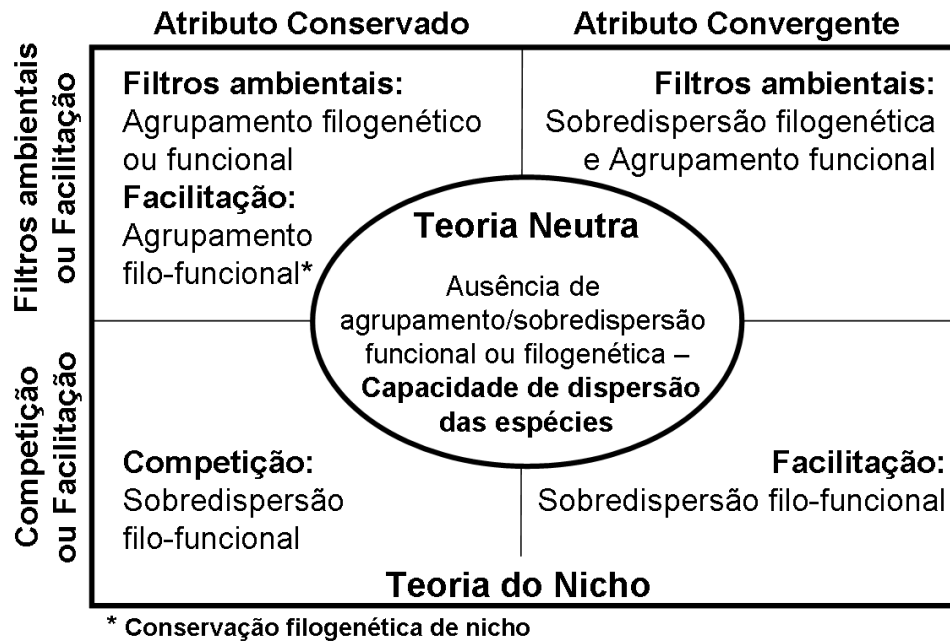 Atributo Conservado
Atributo Convergente
Filtros ambientais
ou Facilitação
Filtros ambientais:
Agrupamento filogenético
ou funcional
Facilitação:
Agrupamento
filo-funcional*
Filtros ambientais:
Sobredispersão filogenética
e Agrupamento funcional
Teoria Neutra
Ausência de
agrupamento/sobredispersão
funcional ou filogenética –
Capacidade de dispersão
das espécies
Competição
ou Facilitação
Competição:
Sobredispersão
filo-funcional
Facilitação:
Sobredispersão filo-funcional
Teoria do Nicho
* Conservação filogenética de nicho